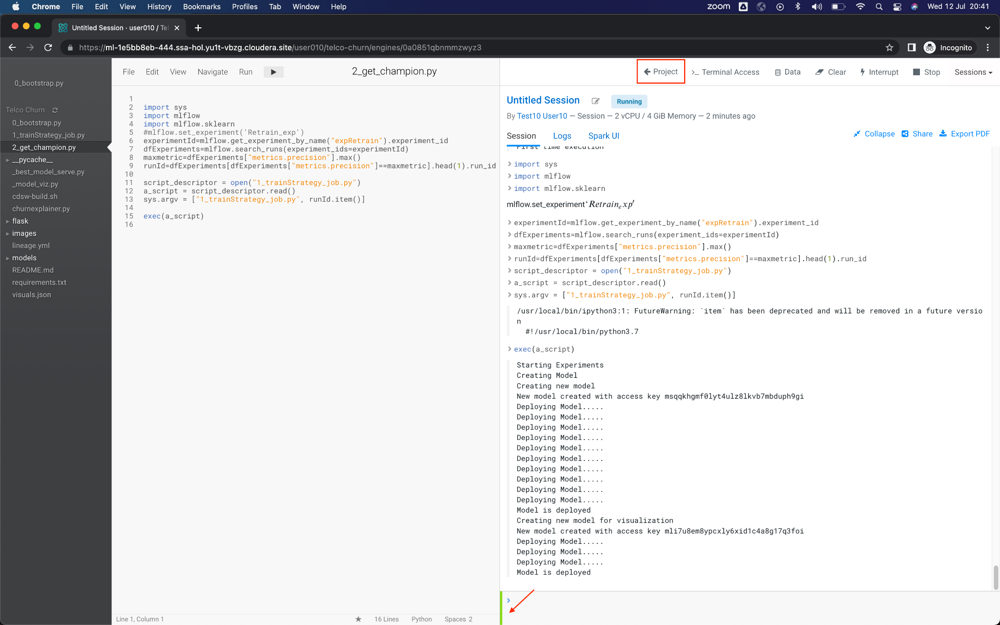 Chrome File Edit View History Bookmarks Profiles Tab Window Help zoom Wed 12 Jul 20:41
Untitled Session · user010 / Tel
https://ml-1e5bb8eb-444.ssa-hol.yu1t-vbzg.cloudera.site/user010/telco-churn/engines/0a0851qbnmmzwyz3 Incognito
0_bootstrap.py
Telco Churn
0_bootstrap.py
1_trainStrategy_job.py
2_get_champion.py
__pycache__
_best_model_serve.py
_model_viz.py
cdsw-build.sh
churnexplainer.py
flask
images
lineage.yml
models
README.md
requirements.txt
visuals.json
File Edit View Navigate Run 2_get_champion.py
1
2 import sys
3 import mlflow
4 import mlflow.sklearn
5 #mlflow.set_experiment('Retrain_exp')
6 experimentId=mlflow.get_experiment_by_name("expRetrain").experiment_id
7 dfExperiments=mlflow.search_runs(experiment_ids=experimentId)
8 maxmetric=dfExperiments["metrics.precision"].max()
9 runId=dfExperiments[dfExperiments["metrics.precision"]==maxmetric].head(1).run_id
10
11 script_descriptor = open("1_trainStrategy_job.py")
12 a_script = script_descriptor.read()
13 sys.argv = ["1_trainStrategy_job.py", runId.item()]
14
15 exec(a_script)
16
Line 1, Column 1 ★ 16 Lines Python Spaces 2
Project Terminal Access Data Clear Interrupt Stop Sessions
Untitled Session Running
By Test10 User10 — Session — 2 vCPU / 4 GiB Memory — 2 minutes ago
Session Logs Spark UI Collapse Share Export PDF
First time execution
> import sys
> import mlflow
> import mlflow.sklearn
mlflow.set_experiment‘Retrain_exp′
> experimentId=mlflow.get_experiment_by_name("expRetrain").experiment_id
> dfExperiments=mlflow.search_runs(experiment_ids=experimentId)
> maxmetric=dfExperiments["metrics.precision"].max()
> runId=dfExperiments[dfExperiments["metrics.precision"]==maxmetric].head(1).run_id
> script_descriptor = open("1_trainStrategy_job.py")
> a_script = script_descriptor.read()
> sys.argv = ["1_trainStrategy_job.py", runId.item()]
/usr/local/bin/ipython3:1: FutureWarning: `item` has been deprecated and will be removed in a future versio
n
#!/usr/local/bin/python3.7
> exec(a_script)
Starting Experiments
Creating Model
Creating new model
New model created with access key msqqkhgmf0lyt4ulz8lkvb7mbduph9gi
Deploying Model.....
Deploying Model.....
Deploying Model.....
Deploying Model.....
Deploying Model.....
Deploying Model.....
Deploying Model.....
Deploying Model.....
Deploying Model.....
Deploying Model.....
Model is deployed
Creating new model for visualization
New model created with access key mli7u8em8ypcxly6xid1c4a8g17q3foi
Deploying Model.....
Deploying Model.....
Deploying Model.....
Model is deployed
>